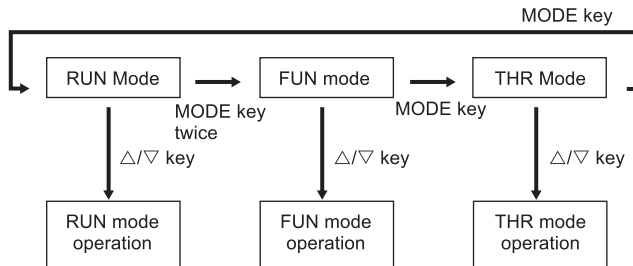 MODE key
RUN Mode
FUN mode
THR Mode
MODE key
twice
MODE key
△/▽ key
△/▽ key
△/▽ key
RUN mode
operation
FUN mode
operation
THR mode
operation